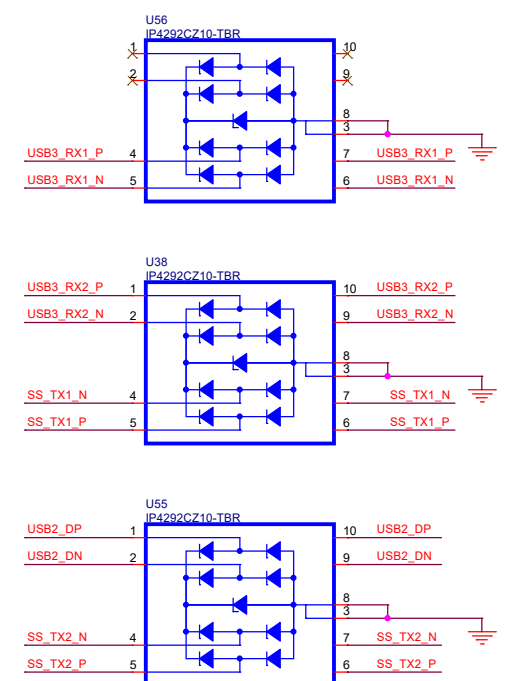 U56
IP4292CZ10-TBR
1 10
2 9
8
3
USB3_RX1_P 4 7 USB3_RX1_P
USB3_RX1_N 5 6 USB3_RX1_N
U38
IP4292CZ10-TBR
USB3_RX2_P 1 10 USB3_RX2_P
USB3_RX2_N 2 9 USB3_RX2_N
8
3
SS_TX1_N 4 7 SS_TX1_N
SS_TX1_P 5 6 SS_TX1_P
U55
IP4292CZ10-TBR
USB2_DP 1 10 USB2_DP
USB2_DN 2 9 USB2_DN
8
3
SS_TX2_N 4 7 SS_TX2_N
SS_TX2_P 5 6 SS_TX2_P